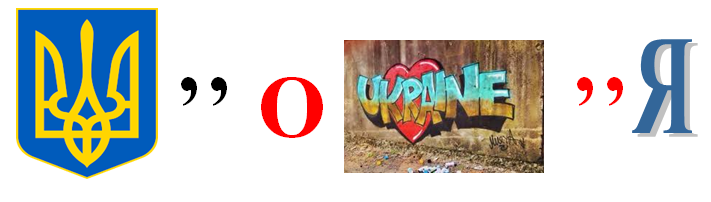 ,, о UKRAINE ,, Я